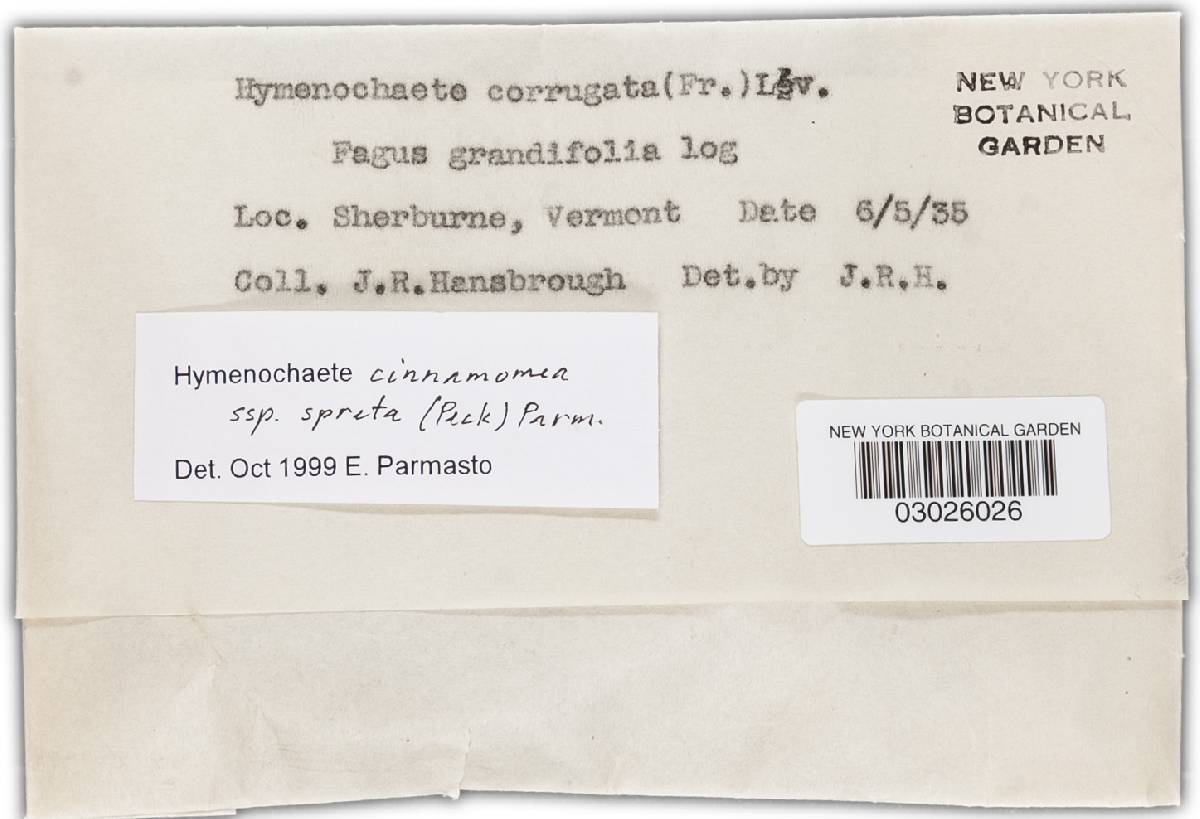 Hymenochaete corrugata(Fr.)Lév.
Fagus grandifolia log
Loc. Sherburne, Vermont Date 6/5/35
Coll. J.R.Hansbrough Det.by J.R.H.
NEW YORK
BOTANICAL
GARDEN
Hymenochaete cinnamomea
ssp. spreta (Peck) Parm.
Det. Oct 1999 E. Parmasto
NEW YORK BOTANICAL GARDEN
03026026